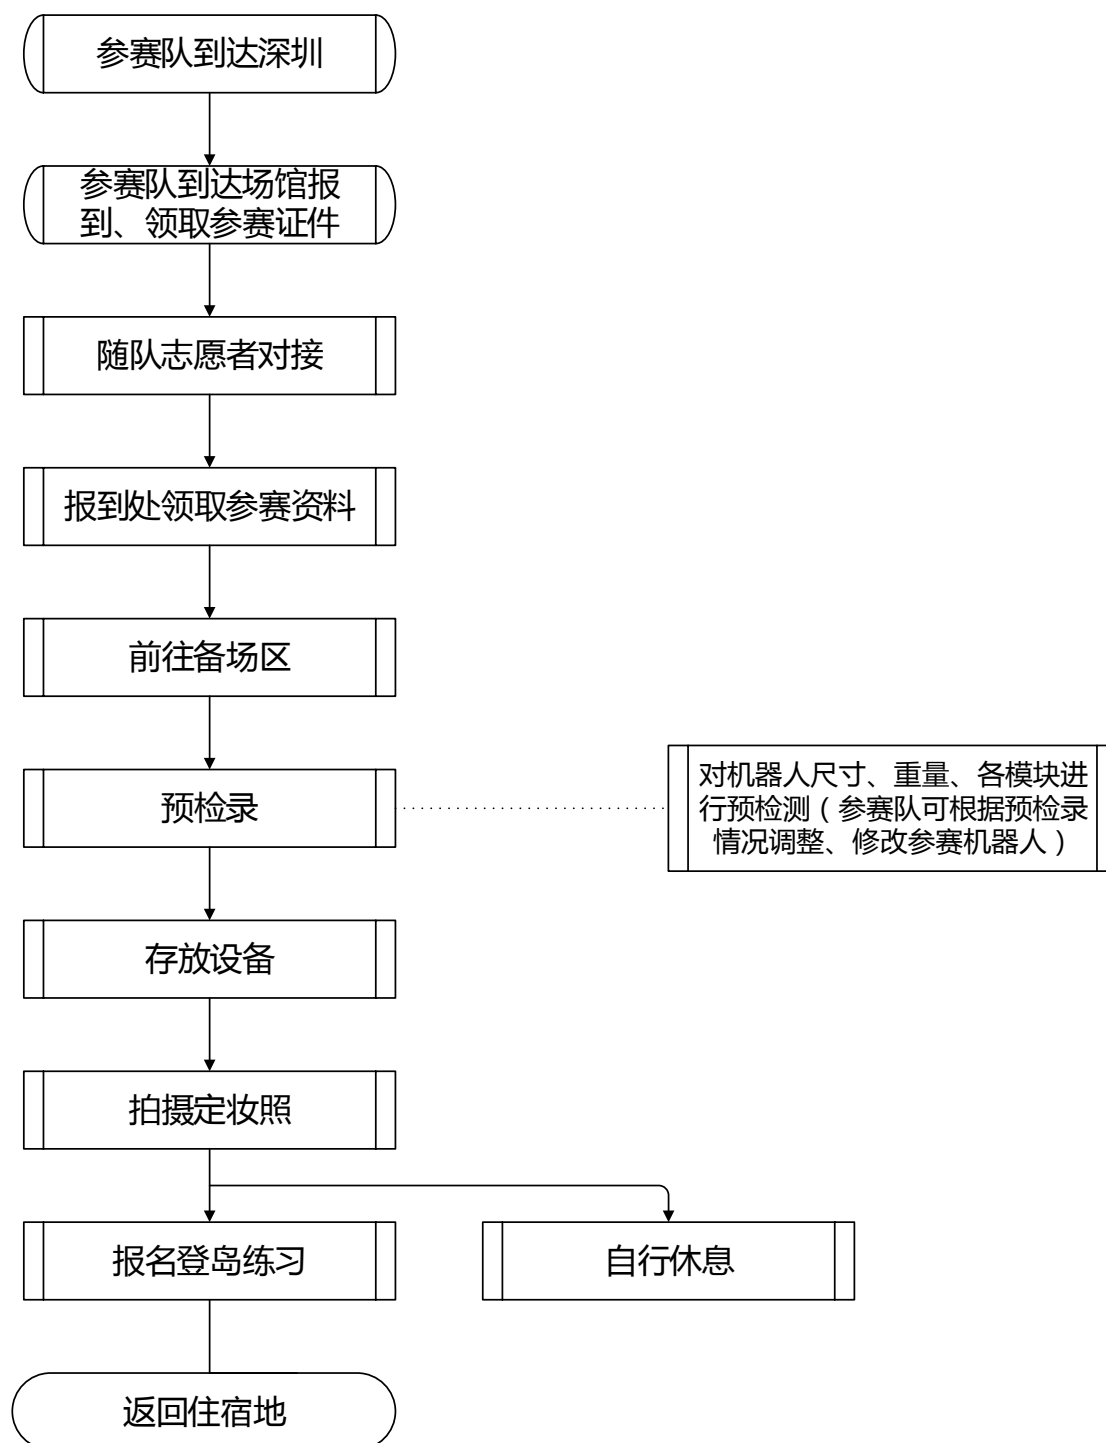 参赛队到达深圳
参赛队到达场馆报
到、领取参赛证件
随队志愿者对接
报到处领取参赛资料
前往备场区
预检录
对机器人尺寸、重量、各模块进
行预检测（参赛队可根据预检录
情况调整、修改参赛机器人）
存放设备
拍摄定妆照
报名登岛练习
自行休息
返回住宿地